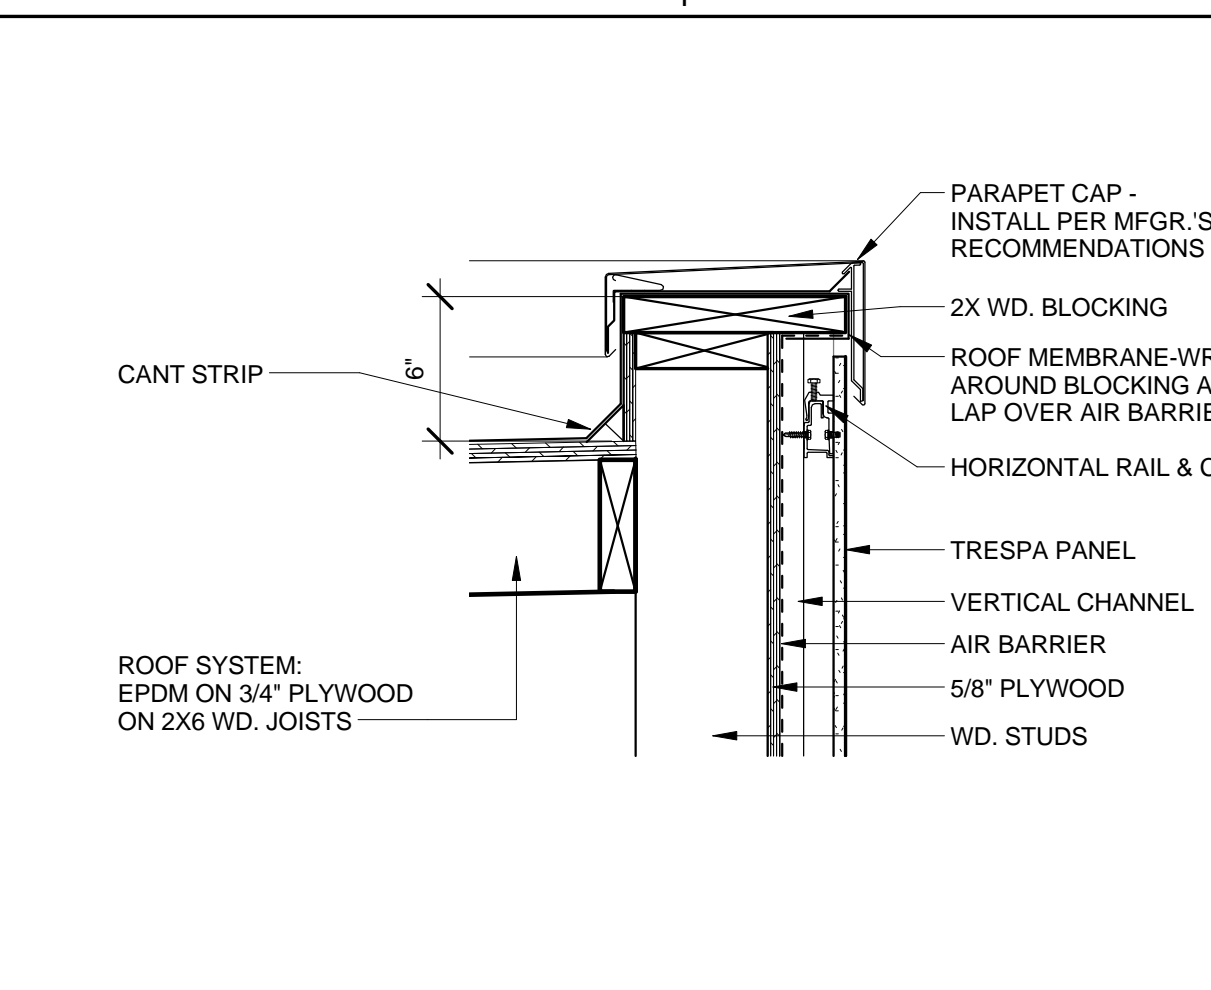 PARAPET CAP -
INSTALL PER MFGR.'S
RECOMMENDATIONS
2X WD. BLOCKING
ROOF MEMBRANE-WR
AROUND BLOCKING A
LAP OVER AIR BARRIE
HORIZONTAL RAIL & C
TRESPA PANEL
VERTICAL CHANNEL
AIR BARRIER
5/8" PLYWOOD
WD. STUDS
6"
CANT STRIP
ROOF SYSTEM:
EPDM ON 3/4" PLYWOOD
ON 2X6 WD. JOISTS